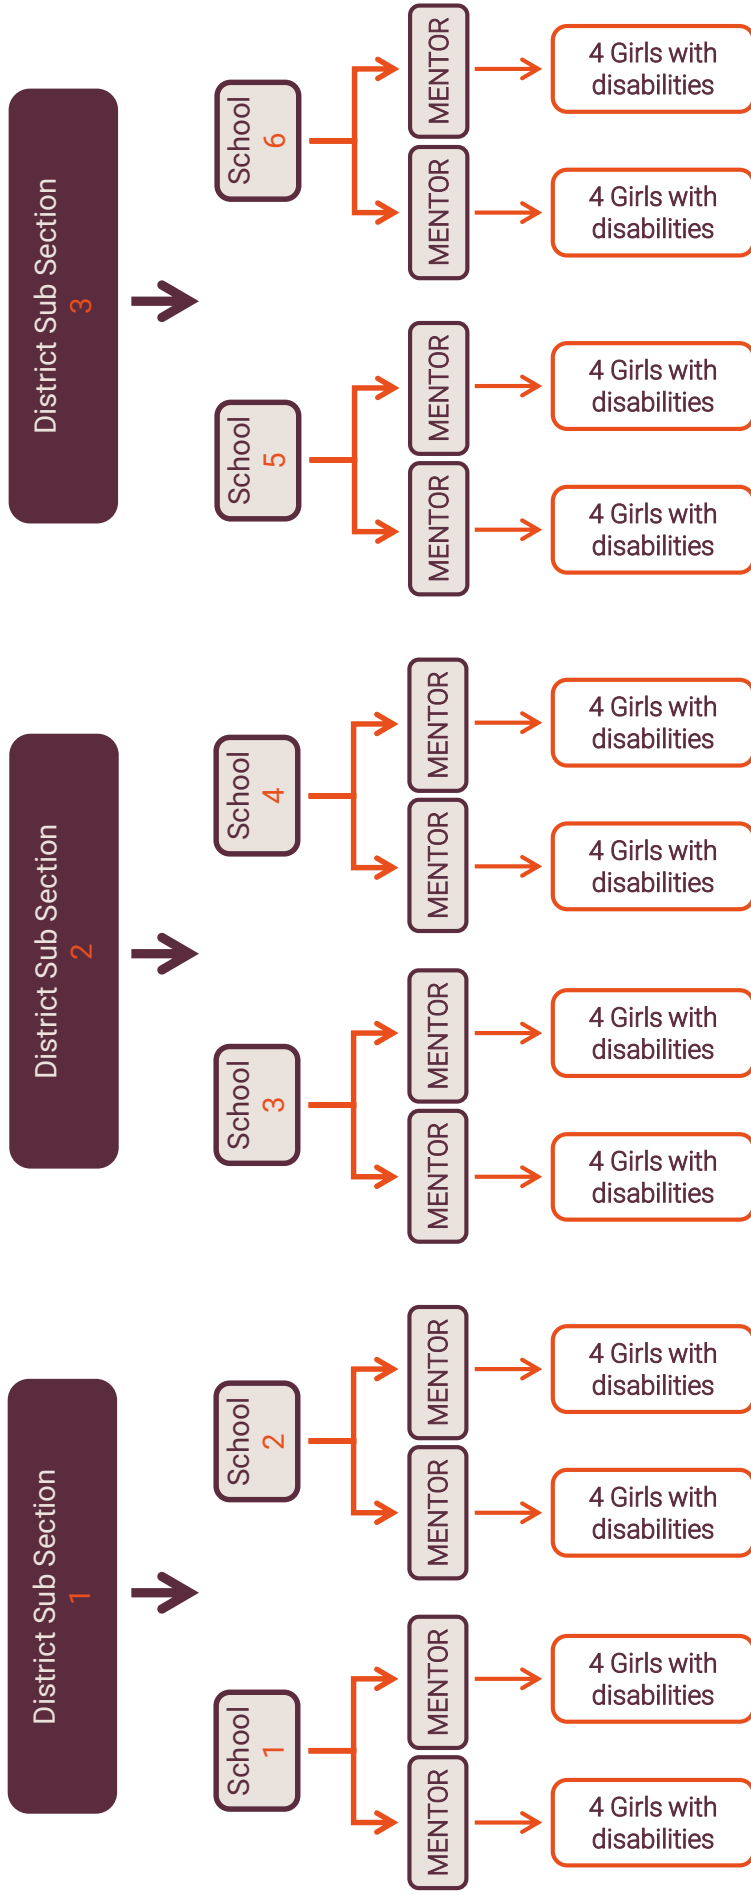 District Sub Section
1
School
1
MENTOR
4 Girls with
disabilities
MENTOR
4 Girls with
disabilities
School
2
MENTOR
4 Girls with
disabilities
MENTOR
4 Girls with
disabilities
District Sub Section
2
School
3
MENTOR
4 Girls with
disabilities
MENTOR
4 Girls with
disabilities
School
4
MENTOR
4 Girls with
disabilities
MENTOR
4 Girls with
disabilities
District Sub Section
3
School
5
MENTOR
4 Girls with
disabilities
MENTOR
4 Girls with
disabilities
School
6
MENTOR
4 Girls with
disabilities
MENTOR
4 Girls with
disabilities